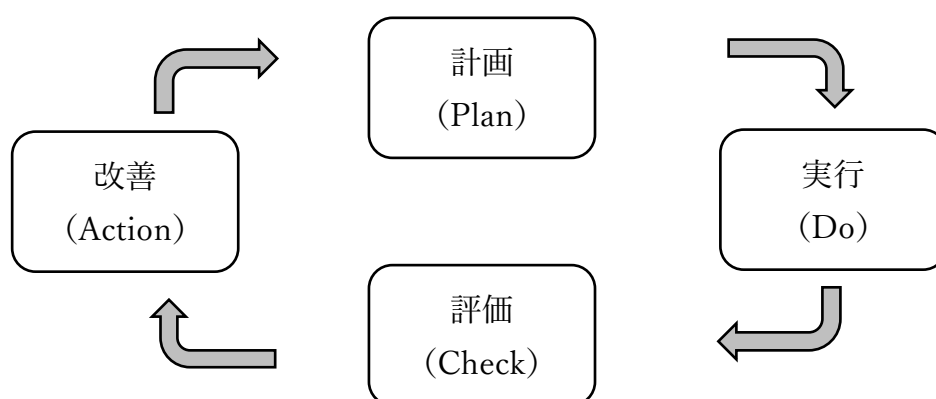 計画
(Plan)
実行
(Do)
評価
(Check)
改善
(Action)